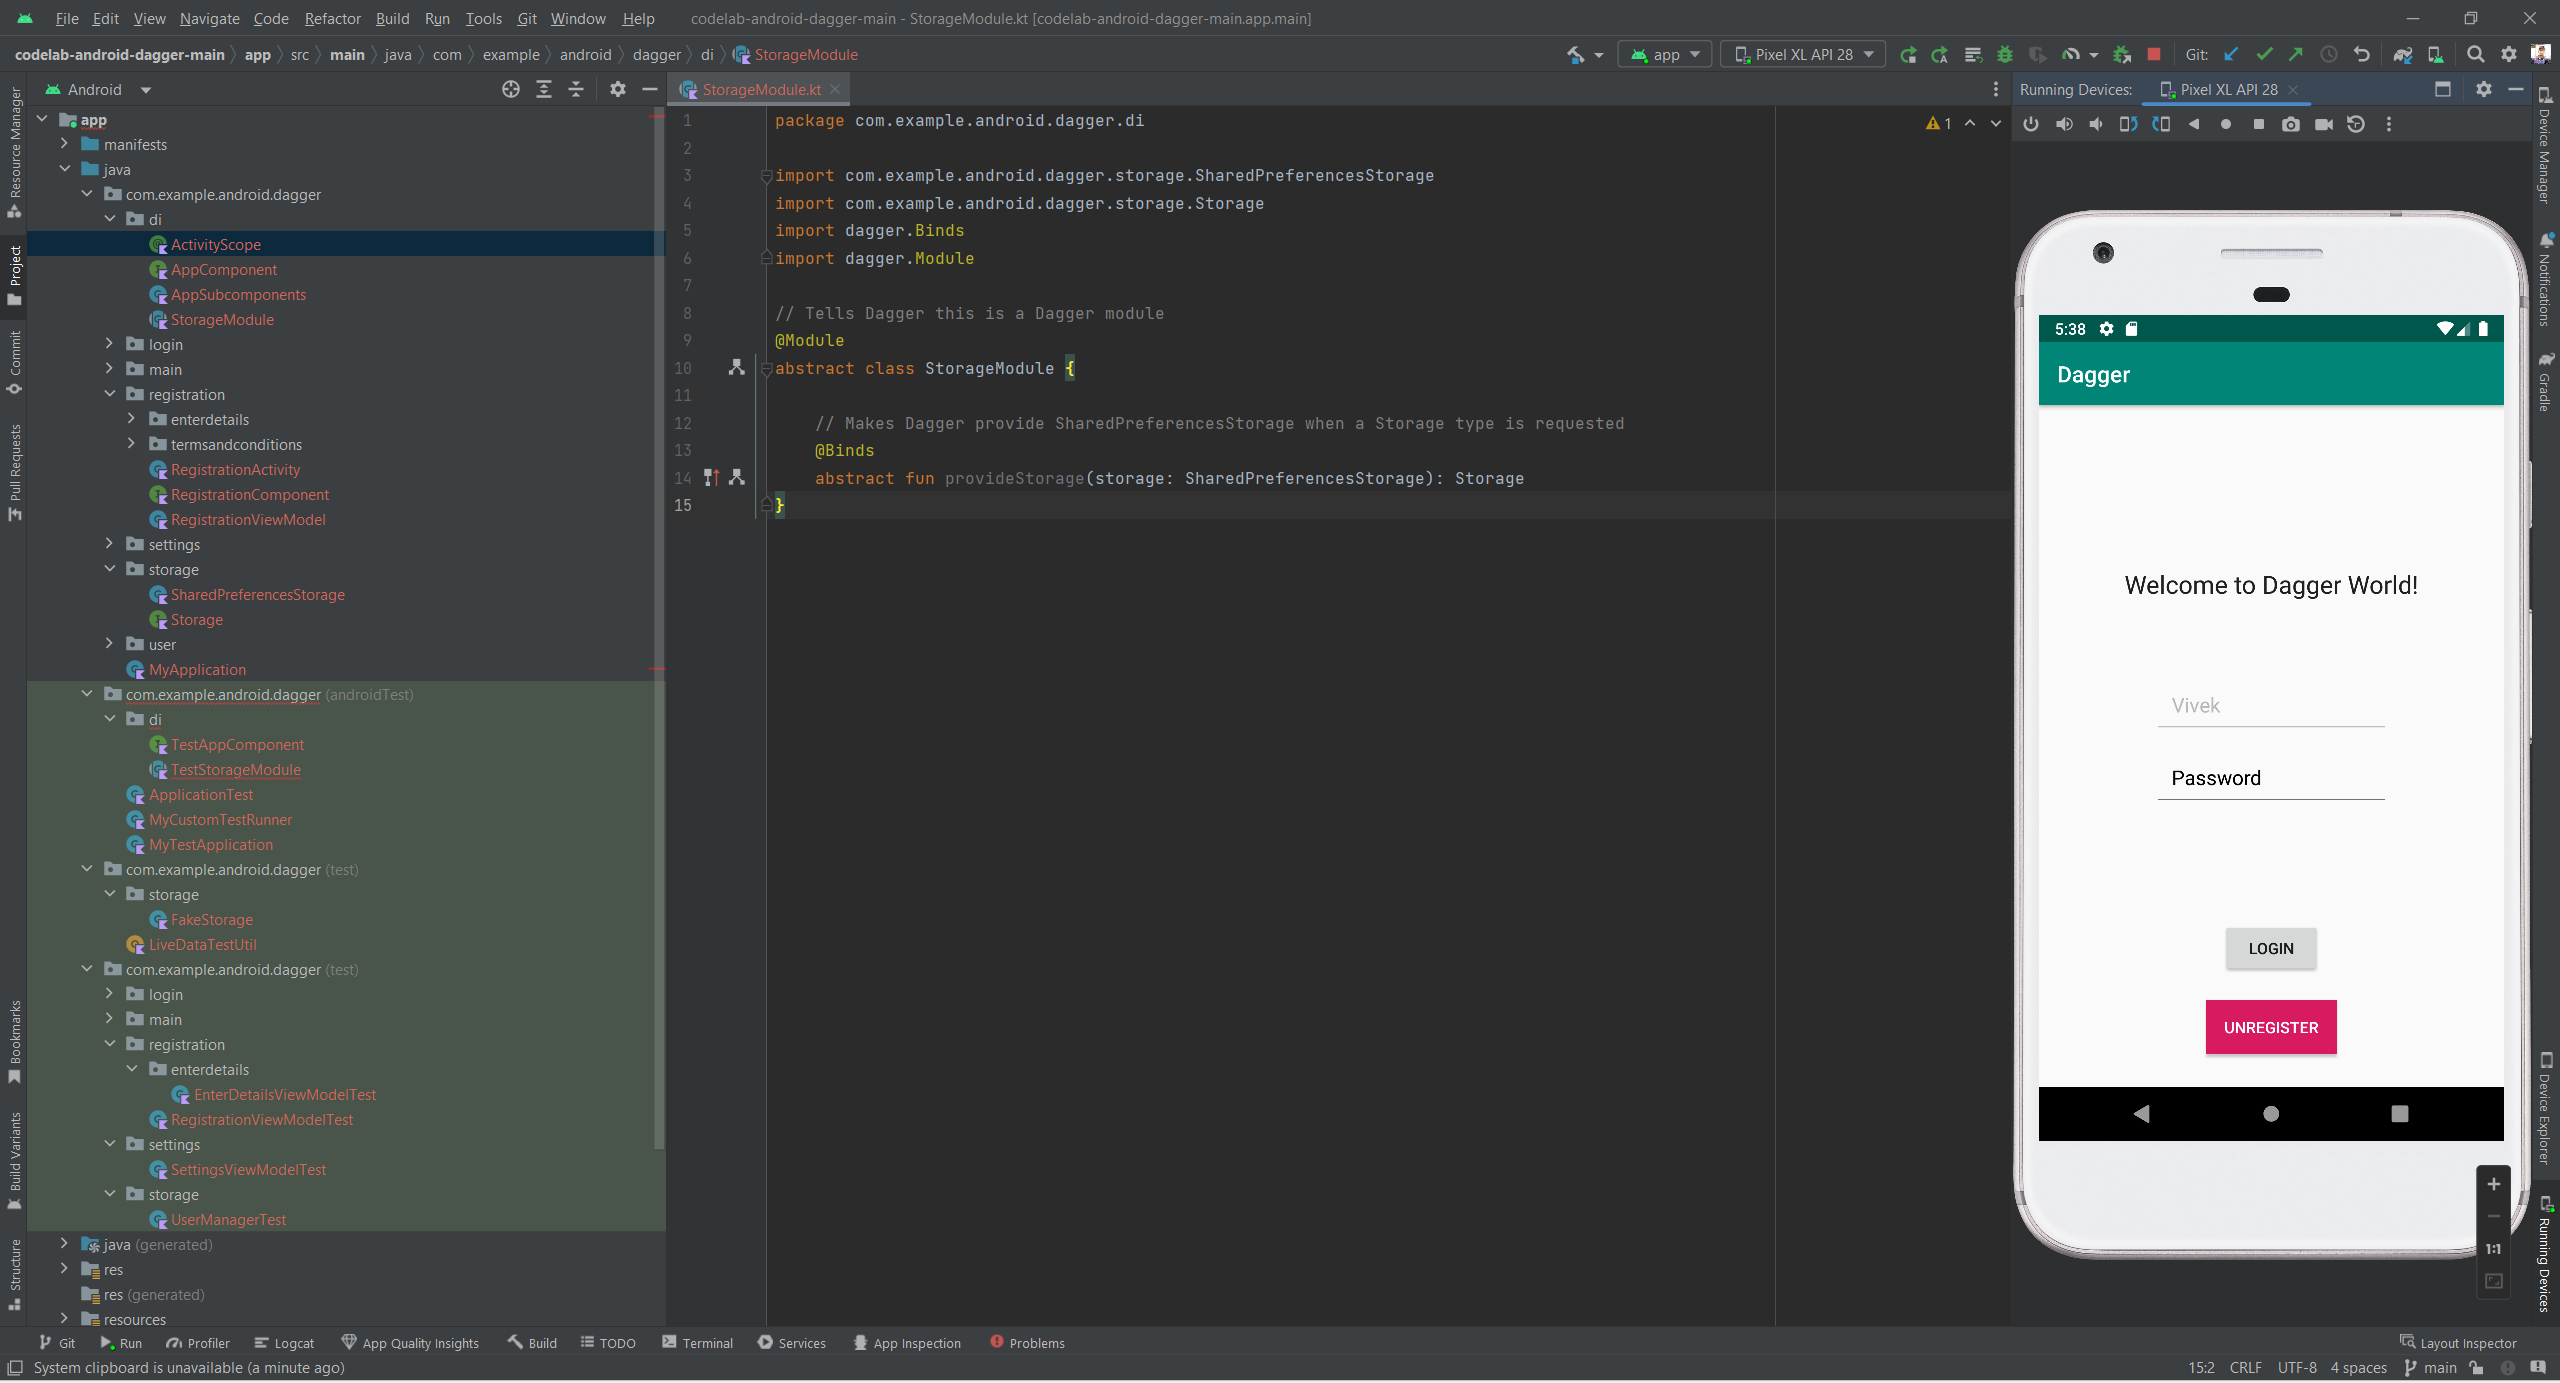 File Edit View Navigate Code Refactor Build Run Tools Git Window Help codelab-android-dagger-main - StorageModule.kt [codelab-android-dagger-main.app.main]
codelab-android-dagger-main app src main java com example android dagger di StorageModule app Pixel XL API 28 Git:
Android
StorageModule.kt
Running Devices: Pixel XL API 28
Resource Manager
Project
Commit
Pull Requests
Bookmarks
Build Variants
Structure
app
manifests
java
com.example.android.dagger
di
ActivityScope
AppComponent
AppSubcomponents
StorageModule
login
main
registration
enterdetails
termsandconditions
RegistrationActivity
RegistrationComponent
RegistrationViewModel
settings
storage
SharedPreferencesStorage
Storage
user
MyApplication
com.example.android.dagger (androidTest)
di
TestAppComponent
TestStorageModule
ApplicationTest
MyCustomTestRunner
MyTestApplication
com.example.android.dagger (test)
storage
FakeStorage
LiveDataTestUtil
com.example.android.dagger (test)
login
main
registration
enterdetails
EnterDetailsViewModelTest
RegistrationViewModelTest
settings
SettingsViewModelTest
storage
UserManagerTest
java (generated)
res
res (generated)
resources
1 package com.example.android.dagger.di
2
3 import com.example.android.dagger.storage.SharedPreferencesStorage
4 import com.example.android.dagger.storage.Storage
5 import dagger.Binds
6 import dagger.Module
7
8 // Tells Dagger this is a Dagger module
9 @Module
10 abstract class StorageModule {
11
12 // Makes Dagger provide SharedPreferencesStorage when a Storage type is requested
13 @Binds
14 abstract fun provideStorage(storage: SharedPreferencesStorage): Storage
15 }
1
5:38
Dagger
Welcome to Dagger World!
Vivek
Password
LOGIN
UNREGISTER
1:1
Device Manager
Notifications
Gradle
Device Explorer
Running Devices
Git Run Profiler Logcat App Quality Insights Build TODO Terminal Services App Inspection Problems Layout Inspector
System clipboard is unavailable (a minute ago) 15:2 CRLF UTF-8 4 spaces main